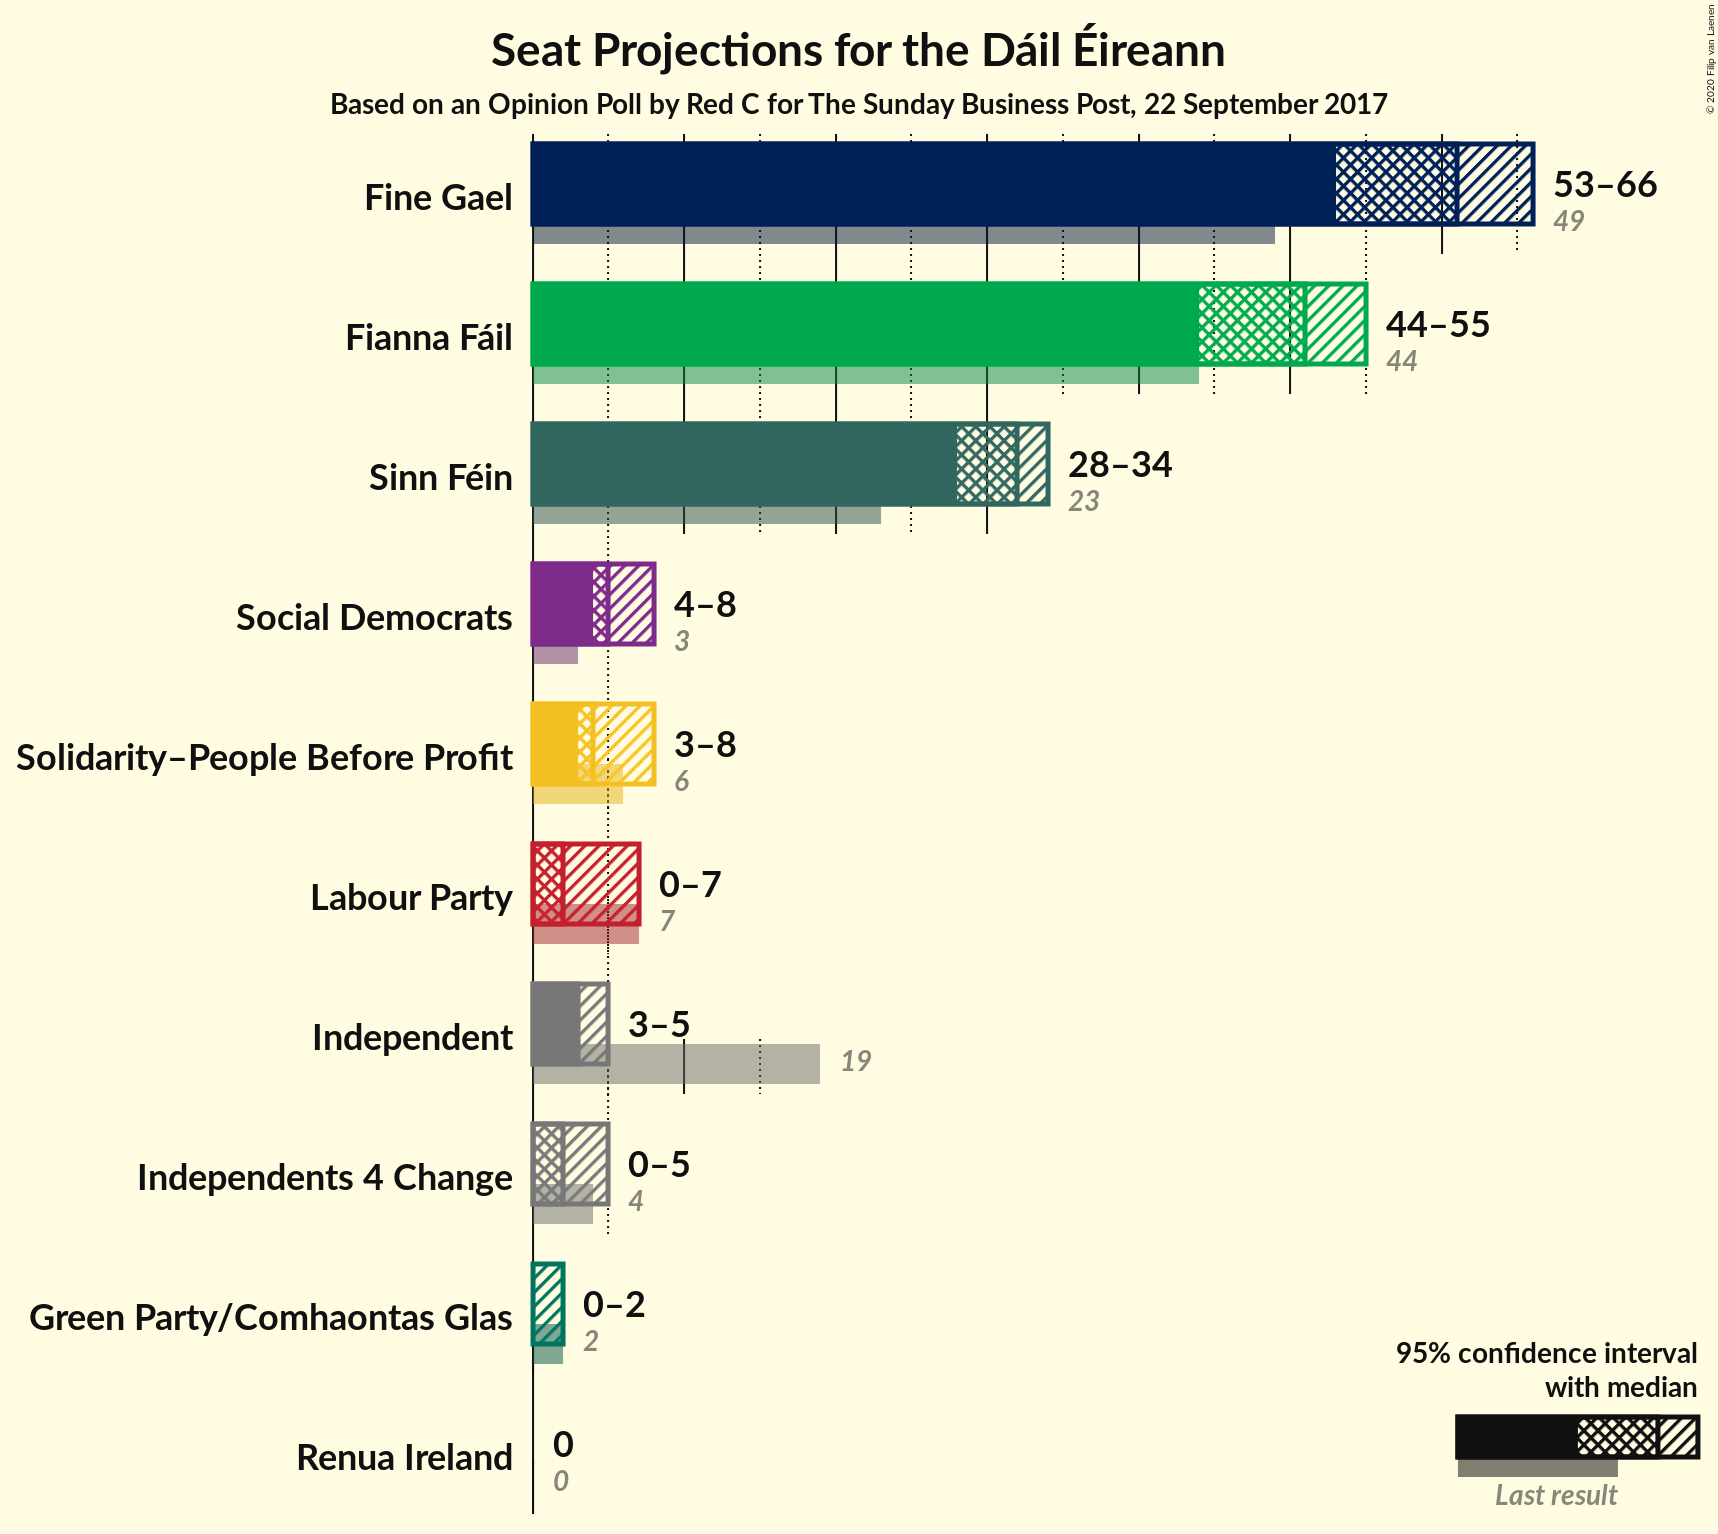 Seat Projections for the Dáil Éireann
Based on an Opinion Poll by Red C for The Sunday Business Post, 22 September 2017
© 2020 Filip van Laenen
Fine Gael
53–66
49
Fianna Fáil
44–55
44
Sinn Féin
28–34
23
Social Democrats
4–8
3
Solidarity–People Before Profit
3–8
6
Labour Party
0–7
7
Independent
3–5
19
Independents 4 Change
0–5
4
Green Party/Comhaontas Glas
0–2
2
Renua Ireland
0
0
95% confidence interval
with median
Last result